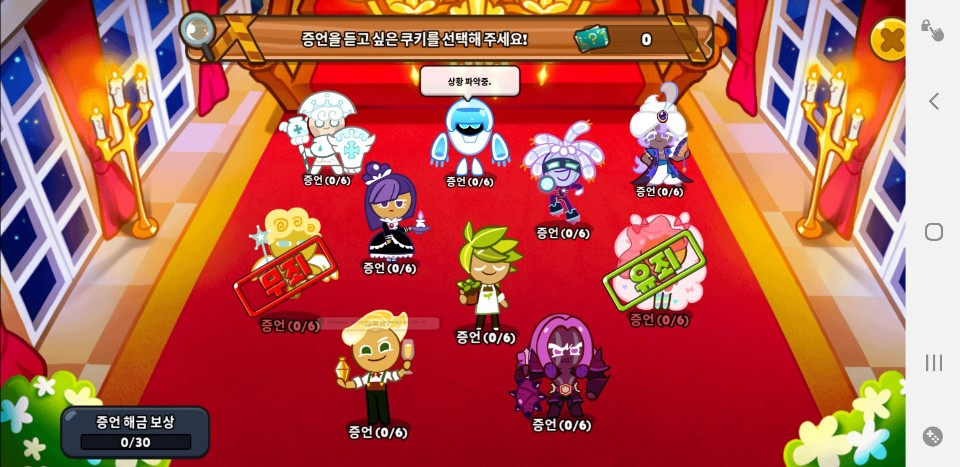 증언을 듣고 싶은 쿠키를 선택해 주세요!
?
0
상황 파악중.
증언 (0/6)
증언 (0/6)
증언 (0/6)
증언 (0/6)
증언 (0/6)
무죄
증언 (0/6)
유죄
증언 (0/6)
증언 (0/6)
증언 (0/6)
증언 (0/6)
증언 해금 보상
0/30